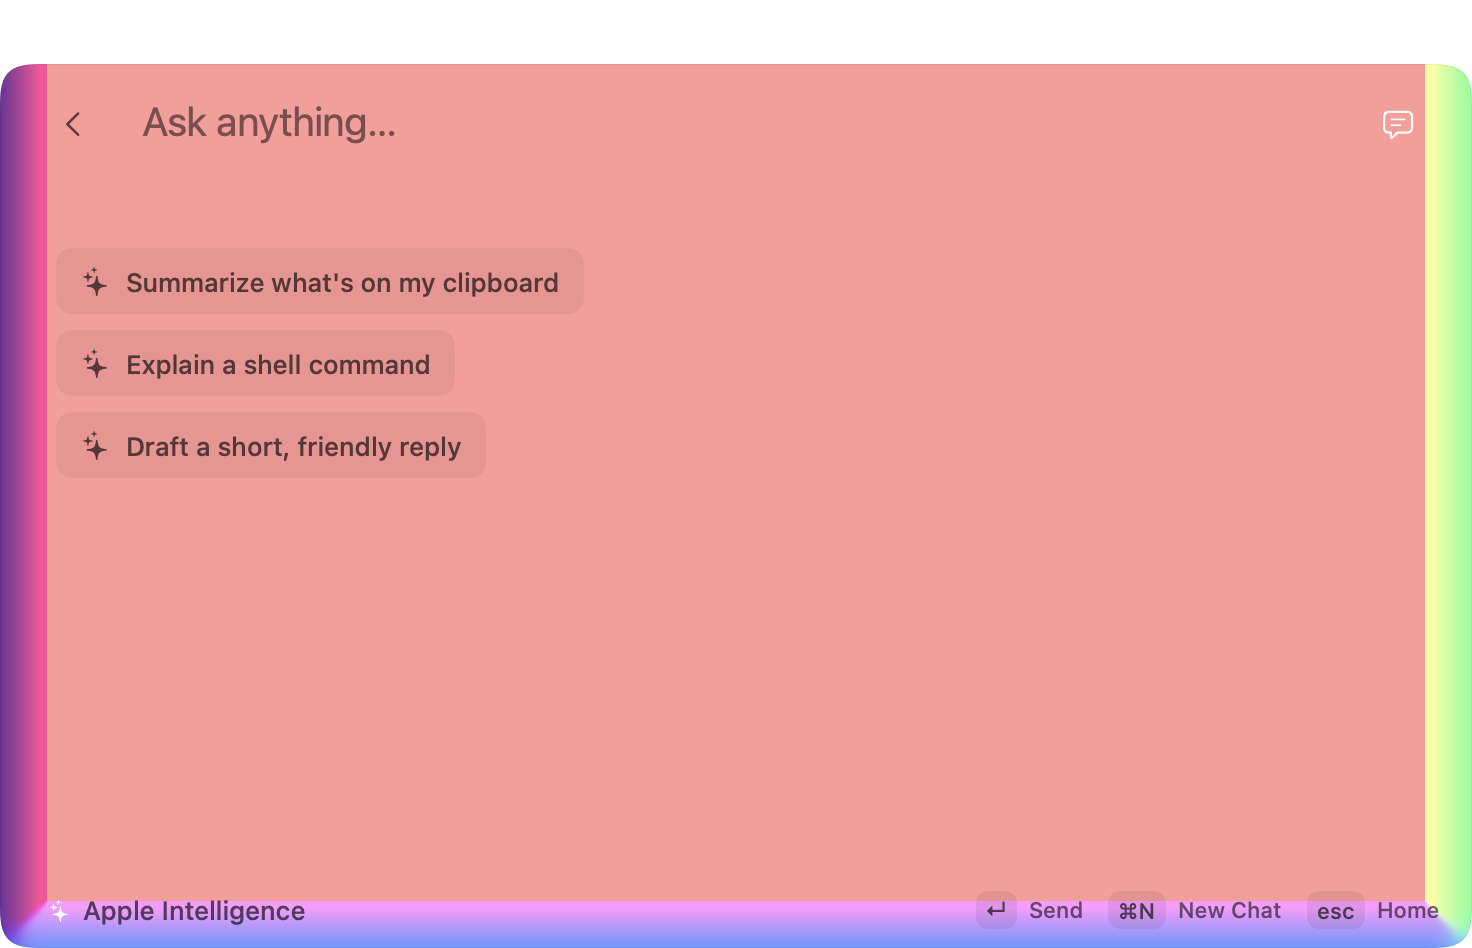 Ask anything...
Summarize what's on my clipboard
Explain a shell command
Draft a short, friendly reply
Apple Intelligence ↵ Send ⌘N New Chat esc Home